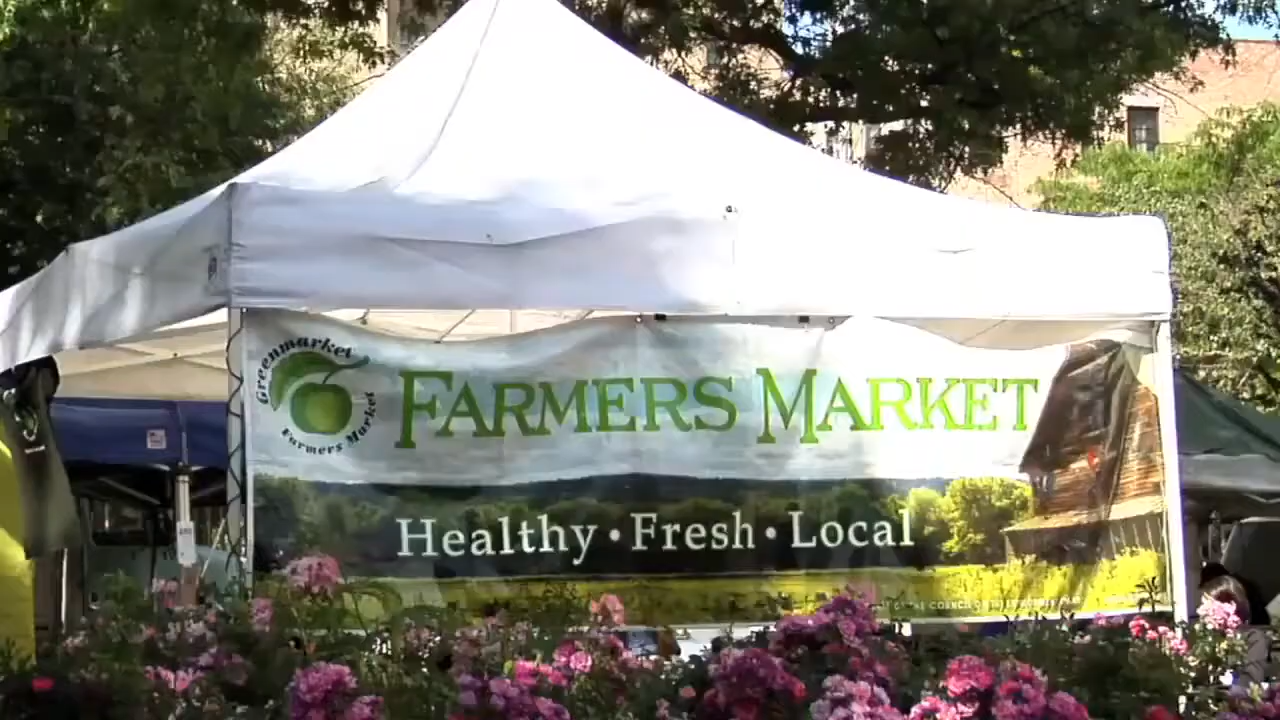 Greenmarket
Farmers Market
FARMERS MARKET
Healthy · Fresh · Local